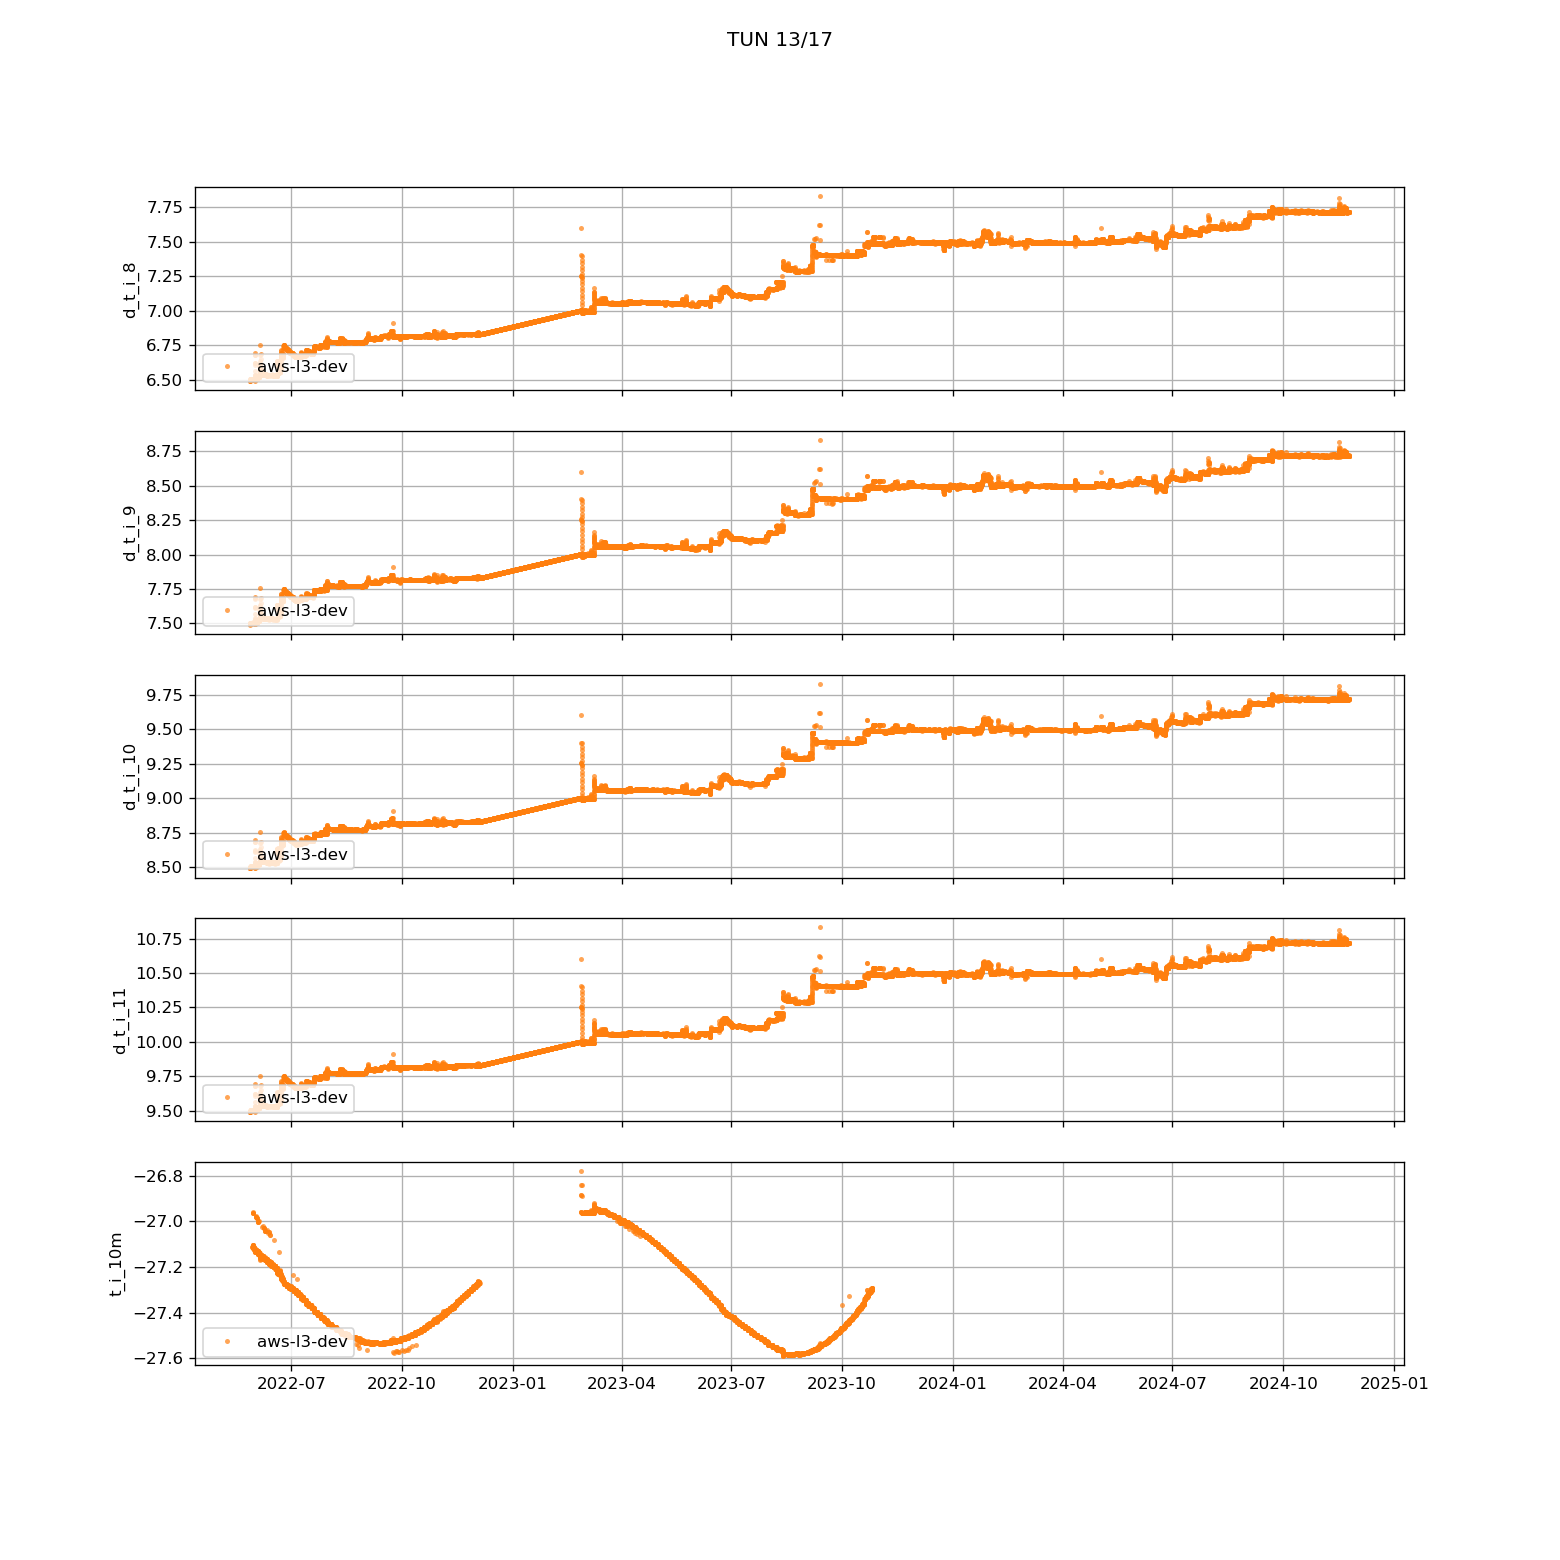 TUN 13/17
7.75
7.50
7.25
7.00
6.75
6.50
d_t_i_8
aws-l3-dev
8.75
8.50
8.25
8.00
7.75
7.50
d_t_i_9
aws-l3-dev
9.75
9.50
9.25
9.00
8.75
8.50
d_t_i_10
aws-l3-dev
10.75
10.50
10.25
10.00
9.75
9.50
d_t_i_11
aws-l3-dev
−26.8
−27.0
−27.2
−27.4
−27.6
t_i_10m
aws-l3-dev
2022-07 2022-10 2023-01 2023-04 2023-07 2023-10 2024-01 2024-04 2024-07 2024-10 2025-01